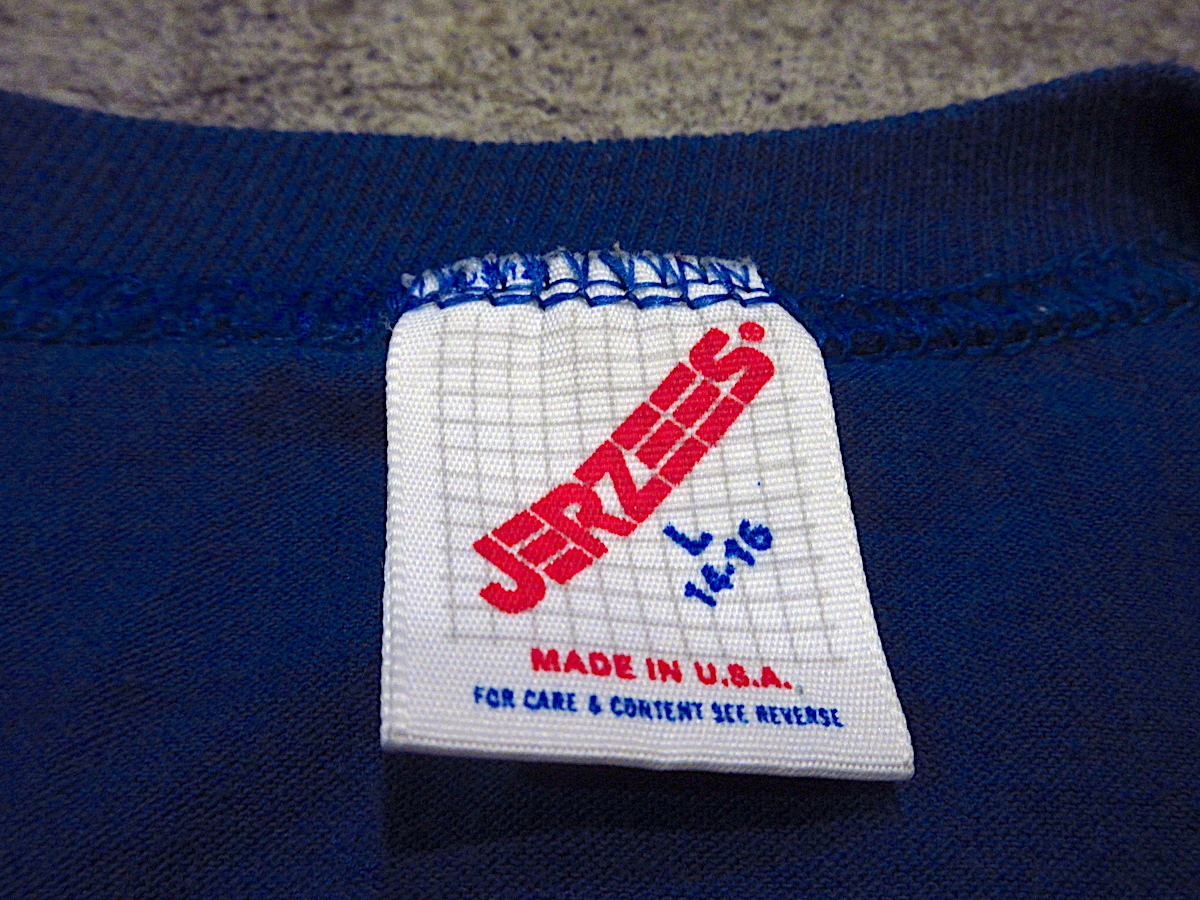 JERZEES
L
14-16
MADE IN U.S.A.
FOR CARE & CONTENT SEE REVERSE